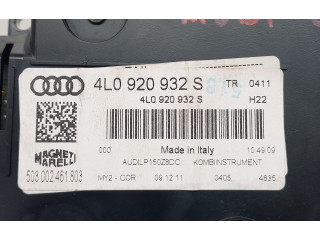 4L0 920 932 S TR 0411
4L0 920 932 S H22
000 Made in Italy 10:49:09
AUDILP150Z8DC KOMBIINSTRUMENT
MAGNETI
MARELLI
503.002.461.803
MY2 - COR 09.12.11 0405 4835